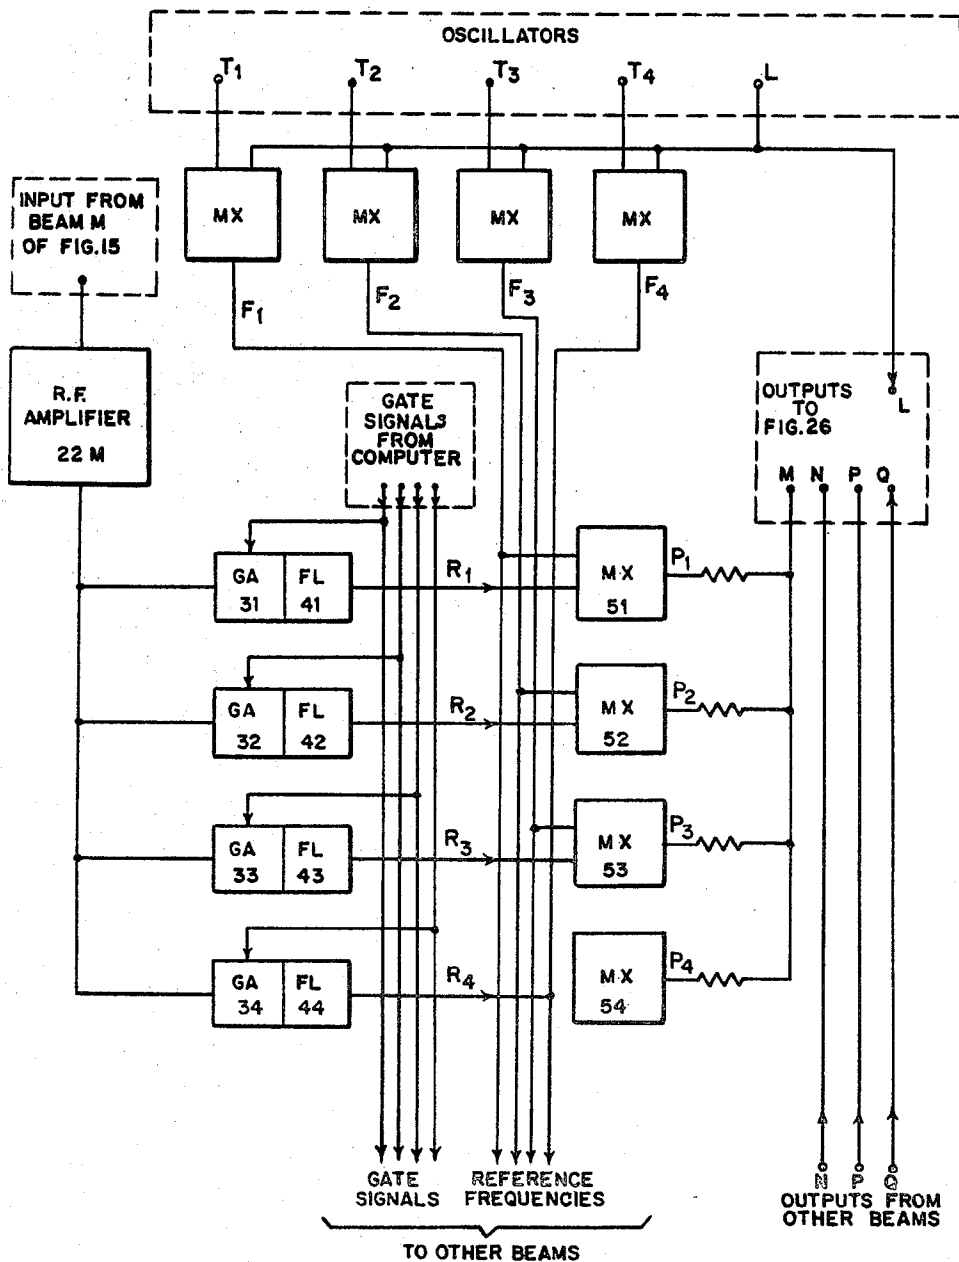 OSCILLATORS
T1 T2 T3 T4 L
INPUT FROM
BEAM M
OF FIG.15
MX MX MX MX
F1 F2 F3 F4
R.F.
AMPLIFIER
22 M
GATE
SIGNALS
FROM
COMPUTER
OUTPUTS
TO
FIG.26
L
M N P Q
GA 31 FL 41
R1
MX
51
P1
GA 32 FL 42
R2
MX
52
P2
GA 33 FL 43
R3
MX
53
P3
GA 34 FL 44
R4
MX
54
P4
GATE
SIGNALS
REFERENCE
FREQUENCIES
TO OTHER BEAMS
N P Q
OUTPUTS FROM
OTHER BEAMS